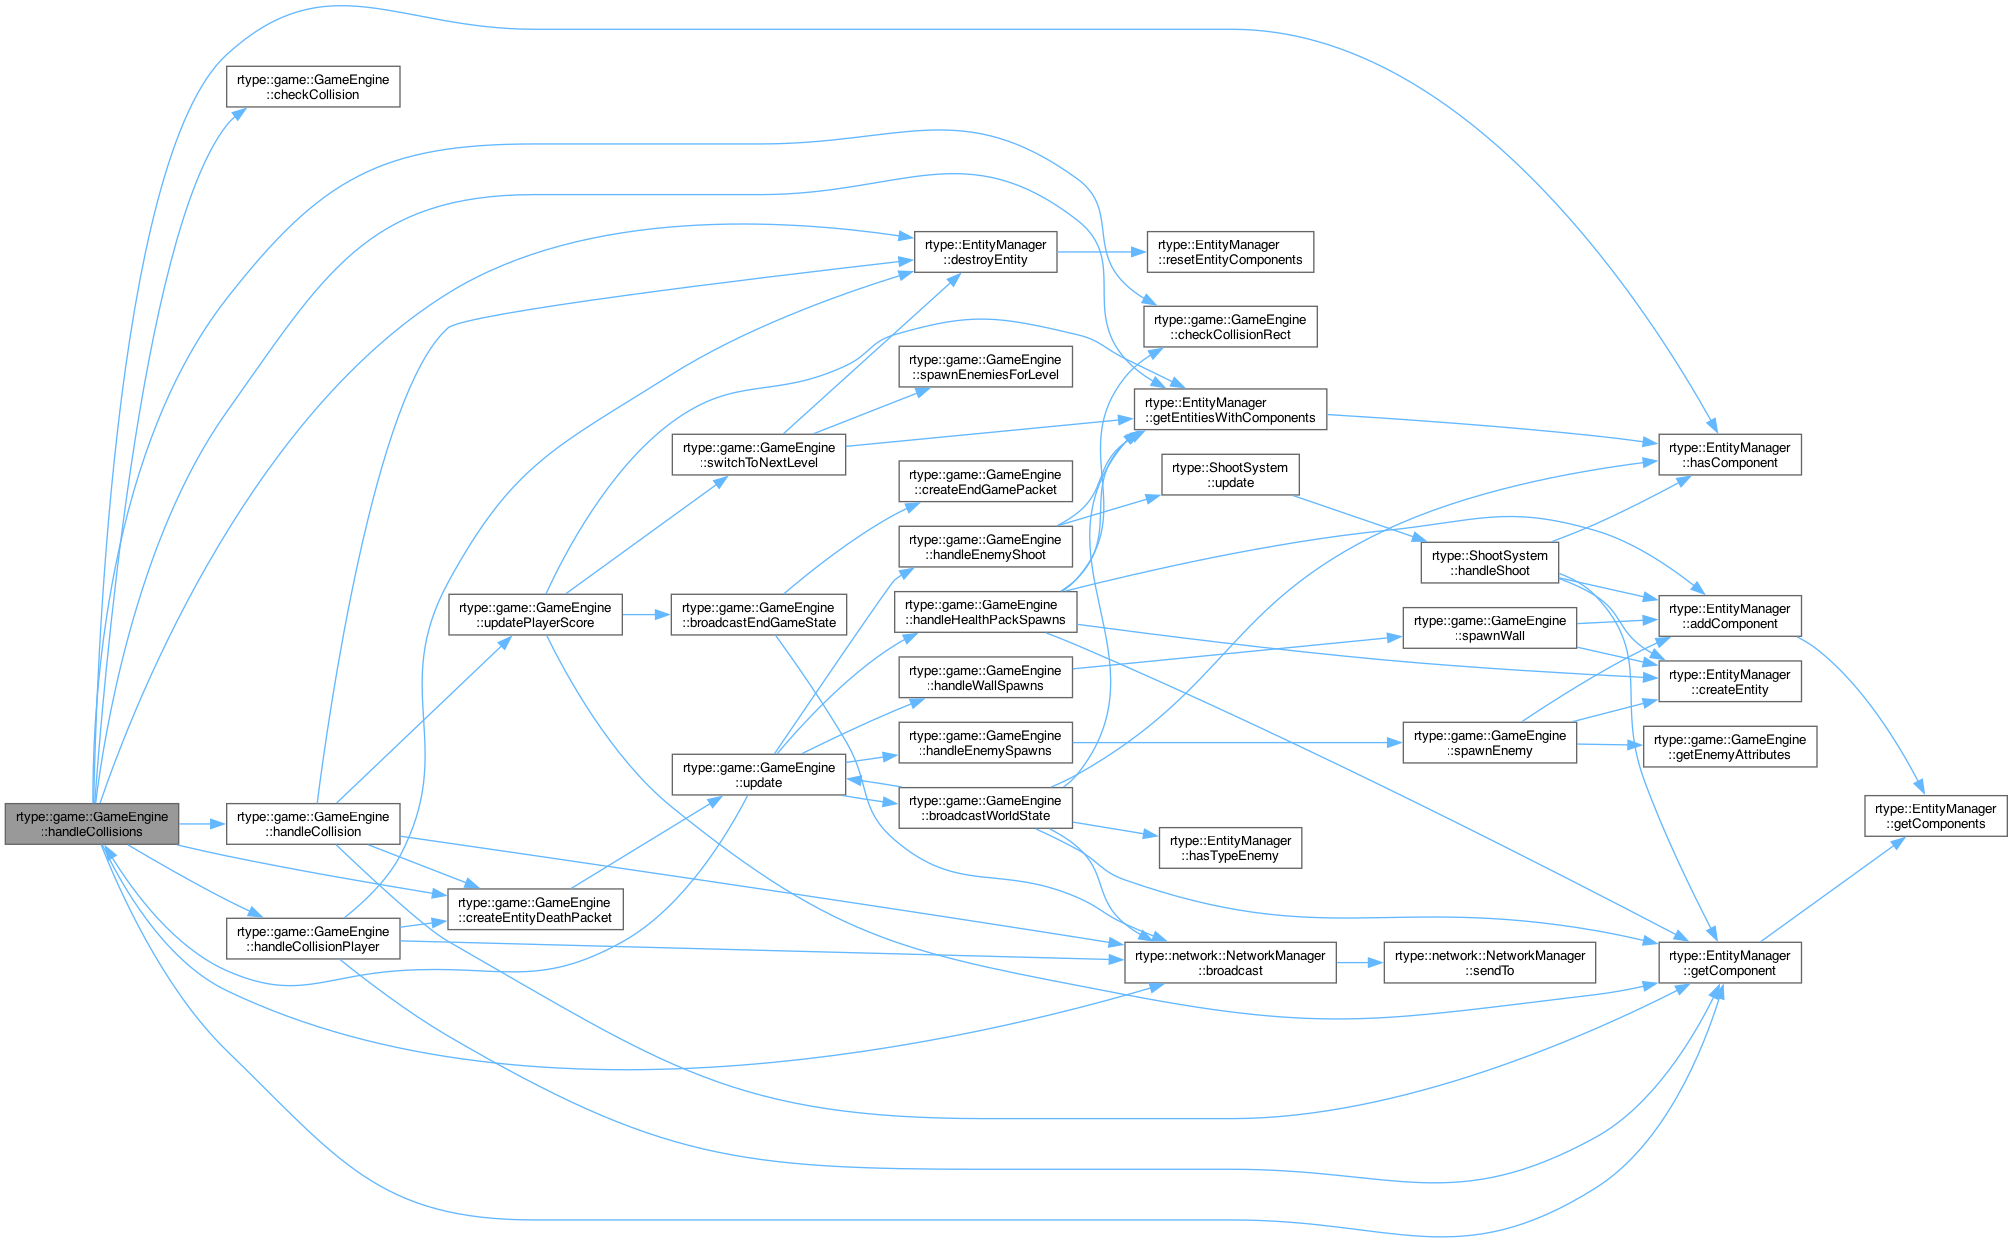 rtype::game::GameEngine
::handleCollisions
rtype::game::GameEngine
::checkCollision
rtype::game::GameEngine
::handleCollision
rtype::game::GameEngine
::handleCollisionPlayer
rtype::game::GameEngine
::updatePlayerScore
rtype::game::GameEngine
::createEntityDeathPacket
rtype::game::GameEngine
::switchToNextLevel
rtype::game::GameEngine
::broadcastEndGameState
rtype::game::GameEngine
::update
rtype::EntityManager
::destroyEntity
rtype::game::GameEngine
::spawnEnemiesForLevel
rtype::game::GameEngine
::createEndGamePacket
rtype::game::GameEngine
::handleEnemyShoot
rtype::game::GameEngine
::handleHealthPackSpawns
rtype::game::GameEngine
::handleWallSpawns
rtype::game::GameEngine
::handleEnemySpawns
rtype::game::GameEngine
::broadcastWorldState
rtype::EntityManager
::resetEntityComponents
rtype::game::GameEngine
::checkCollisionRect
rtype::EntityManager
::getEntitiesWithComponents
rtype::ShootSystem
::update
rtype::EntityManager
::hasTypeEnemy
rtype::network::NetworkManager
::broadcast
rtype::ShootSystem
::handleShoot
rtype::game::GameEngine
::spawnWall
rtype::game::GameEngine
::spawnEnemy
rtype::network::NetworkManager
::sendTo
rtype::EntityManager
::hasComponent
rtype::EntityManager
::addComponent
rtype::EntityManager
::createEntity
rtype::game::GameEngine
::getEnemyAttributes
rtype::EntityManager
::getComponent
rtype::EntityManager
::getComponents